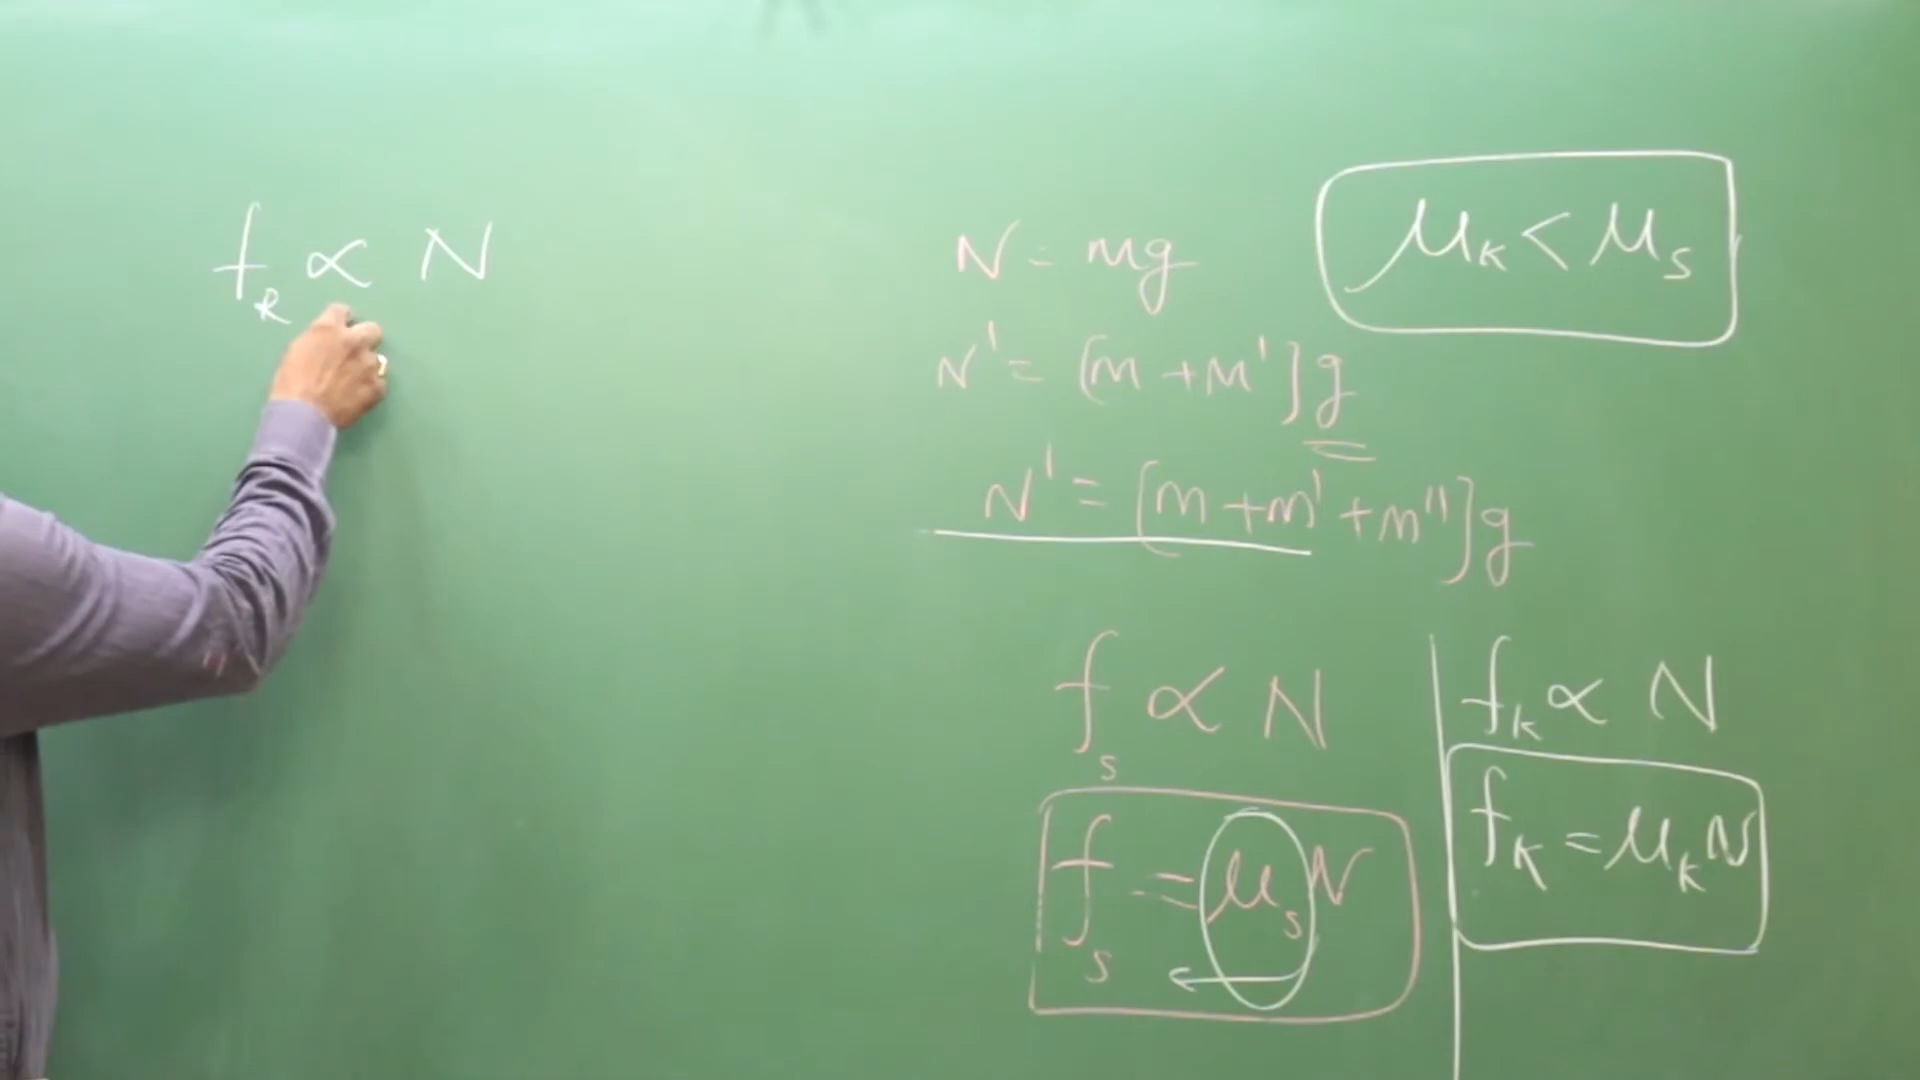 f_R ∝ N
N = mg
μ_K < μ_s
N' = [m + m']g
N' = [m + m' + m'']g
f_s ∝ N
f_s = μ_s N
f_K ∝ N
f_K = μ_K N